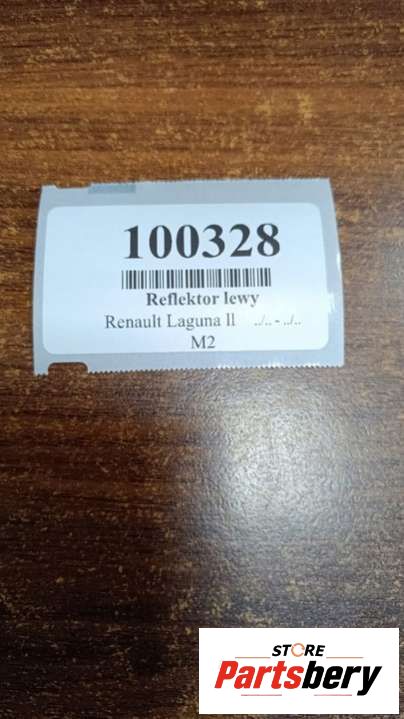 100328
Reflektor lewy
Renault Laguna II ../.. - ../..
M2
STORE
Partsbery